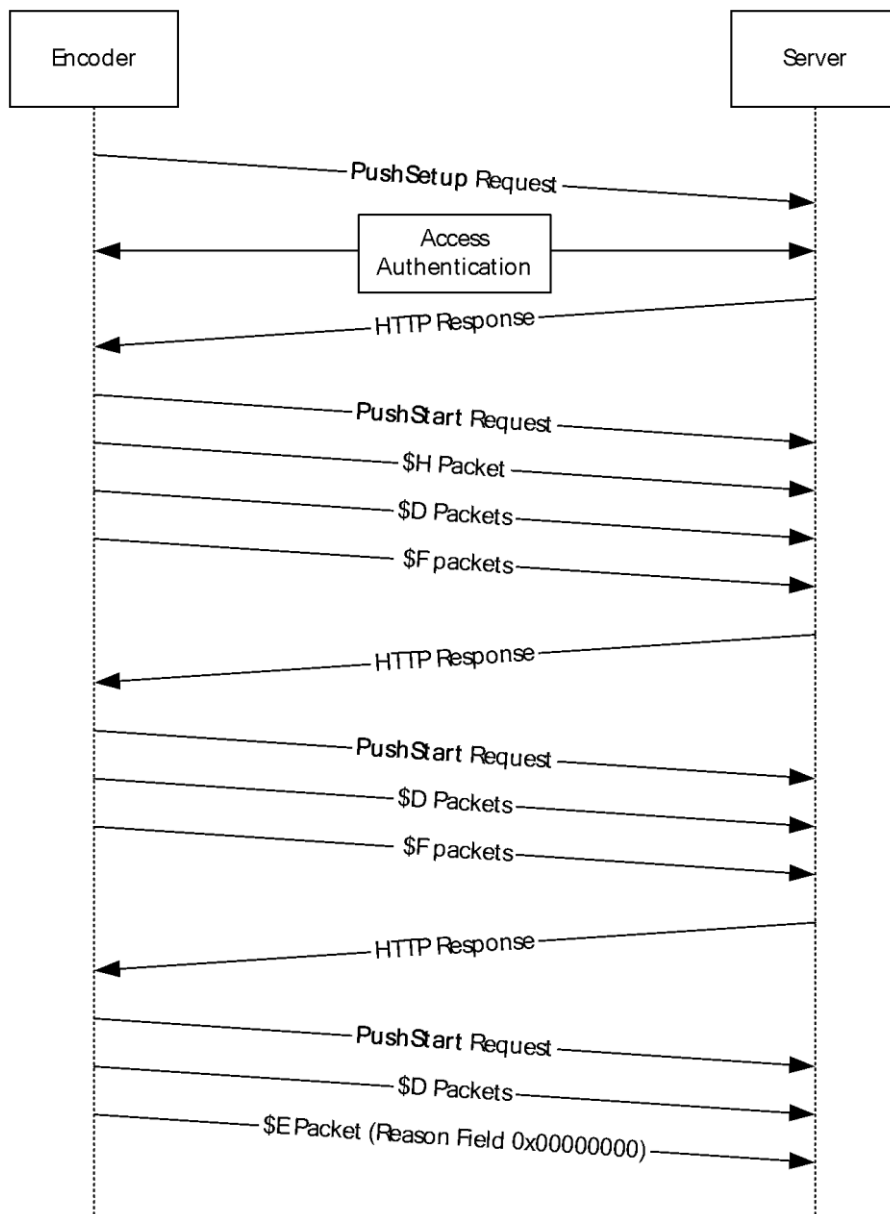 Encoder
Server
PushSetup Request
Access
Authentication
HTTP Response
PushStart Request
$H Packet
$D Packets
$F packets
HTTP Response
PushStart Request
$D Packets
$F packets
HTTP Response
PushStart Request
$D Packets
$E Packet (Reason Field 0x00000000)